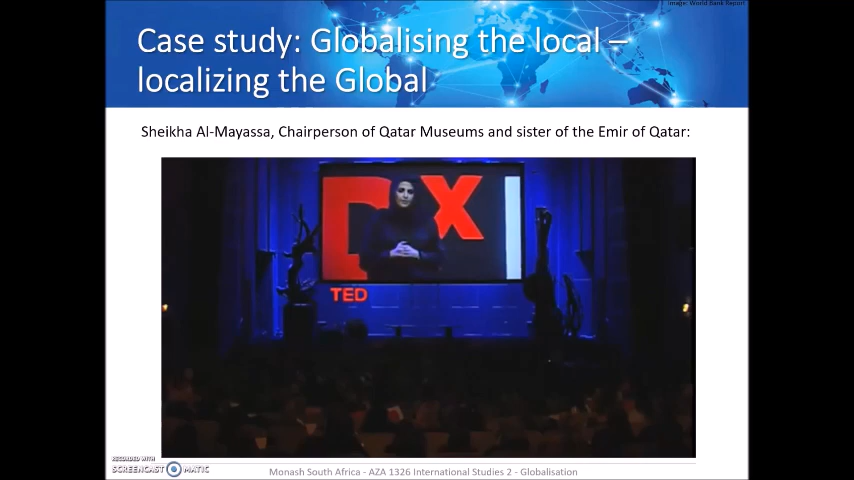 Image: World Bank Report
Case study: Globalising the local –
localizing the Global
Sheikha Al-Mayassa, Chairperson of Qatar Museums and sister of the Emir of Qatar:
X
TED
RECORDED WITH
SCREENCAST MATIC
Monash South Africa - AZA 1326 International Studies 2 - Globalisation